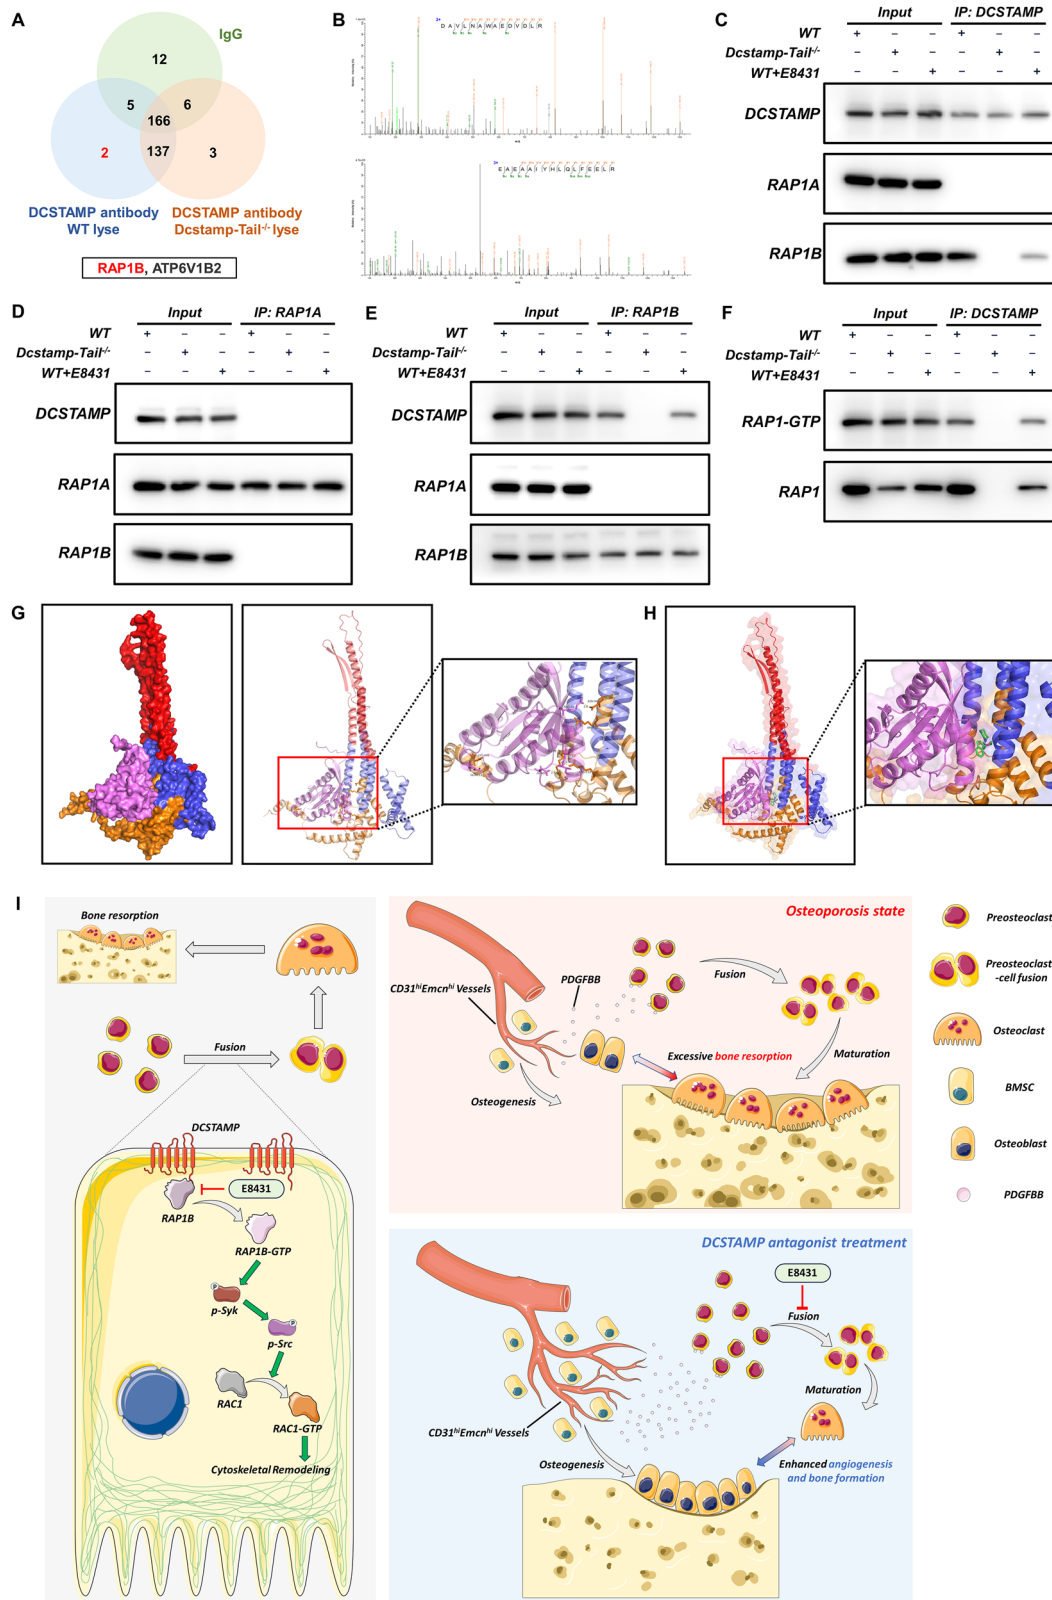 A
IgG
12
5
6
166
2
137
3
DCSTAMP antibody
WT lyse
DCSTAMP antibody
Dcstamp-Tail-/- lyse
RAP1B, ATP6V1B2
B
2+
D A V L N A W A E D V D L R
E A E A A I Y H L Q L F E E L R
C
Input
IP: DCSTAMP
WT
+ – – + – –
Dcstamp-Tail-/-
– + – – + –
WT+E8431
– – + – – +
DCSTAMP
RAP1A
RAP1B
D
Input
IP: RAP1A
WT
+ – – + – –
Dcstamp-Tail-/-
– + – – + –
WT+E8431
– – + – – +
DCSTAMP
RAP1A
RAP1B
E
Input
IP: RAP1B
WT
+ – – + – –
Dcstamp-Tail-/-
– + – – + –
WT+E8431
– – + – – +
DCSTAMP
RAP1A
RAP1B
F
Input
IP: DCSTAMP
WT
+ – – + – –
Dcstamp-Tail-/-
– + – – + –
WT+E8431
– – + – – +
RAP1-GTP
RAP1
G
H
I
Bone resorption
Fusion
DCSTAMP
E8431
RAP1B
RAP1B-GTP
P
p-Syk
P
p-Src
RAC1
RAC1-GTP
Cytoskeletal Remodeling
Osteoporosis state
CD31hiEmcnhi Vessels
PDGFBB
Fusion
Maturation
Excessive bone resorption
Osteogenesis
DCSTAMP antagonist treatment
E8431
Fusion
Maturation
CD31hiEmcnhi Vessels
Osteogenesis
Enhanced angiogenesis
and bone formation
Preosteoclast
Preosteoclast
-cell fusion
Osteoclast
BMSC
Osteoblast
PDGFBB